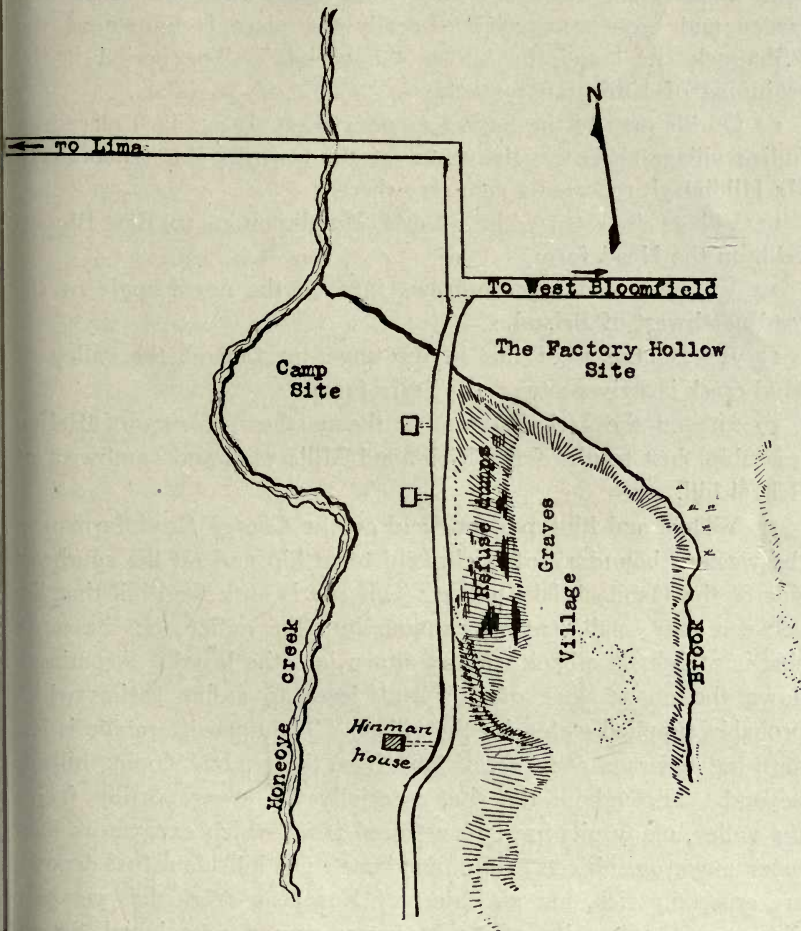 N
To Lima
To West Bloomfield
The Factory Hollow
Site
Camp
Site
Refuse dumps
Graves
Village
Brook
Honeoye creek
Hinman
house